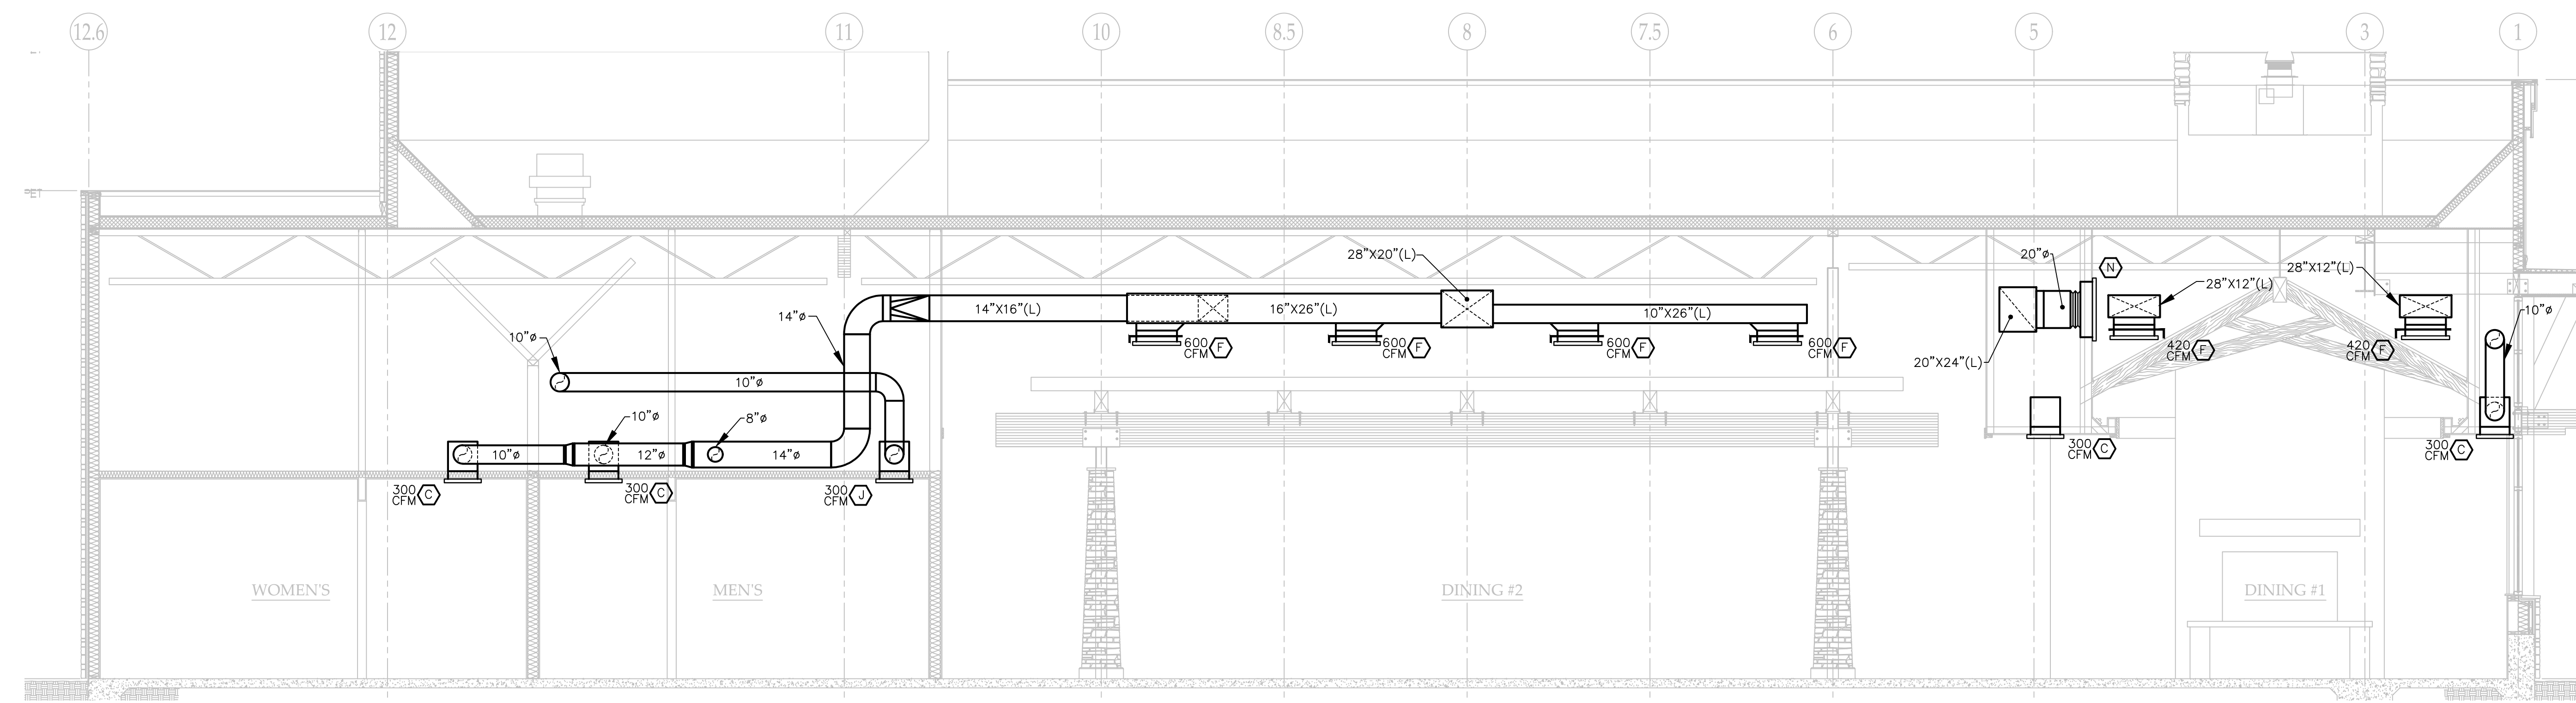 12.6
12
11
10
8.5
8
7.5
6
5
3
1
28"X20"(L)
20"ø
N
28"X12"(L)
28"X12"(L)
14"ø
14"X16"(L)
16"X26"(L)
10"X26"(L)
10"ø
10"ø
600
CFM
F
600
CFM
F
600
CFM
F
600
CFM
F
420
CFM
F
420
CFM
F
20"X24"(L)
10"ø
10"ø
8"ø
10"ø
12"ø
14"ø
300
CFM
C
300
CFM
C
300
CFM
C
300
CFM
C
300
CFM
J
WOMEN'S
MEN'S
DINING #2
DINING #1